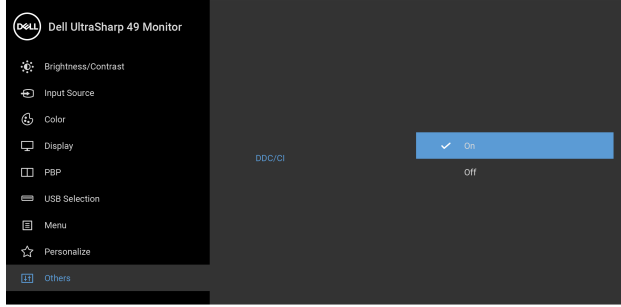 DELL Dell UltraSharp 49 Monitor
Brightness/Contrast
Input Source
Color
Display
PBP
USB Selection
Menu
Personalize
Others
DDC/CI
On
Off